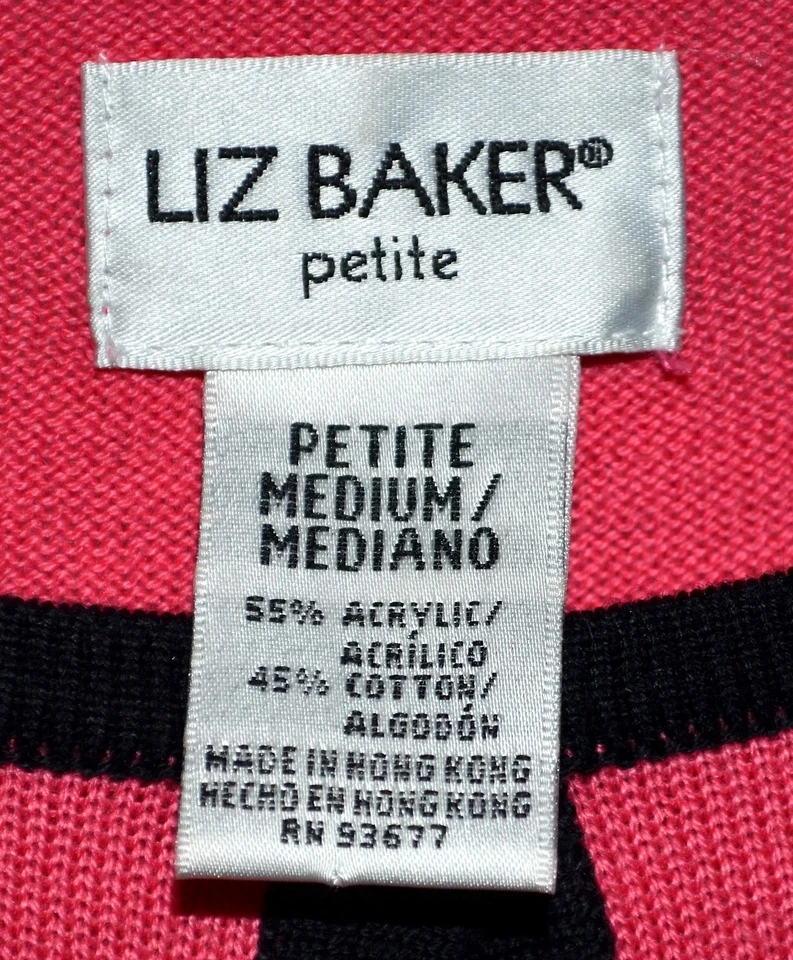 LIZ BAKER®
petite
PETITE
MEDIUM/
MEDIANO
55% ACRYLIC/
ACRÍLICO
45% COTTON/
ALGODÓN
MADE IN HONG KONG
HECHO EN HONG KONG
RN 93677